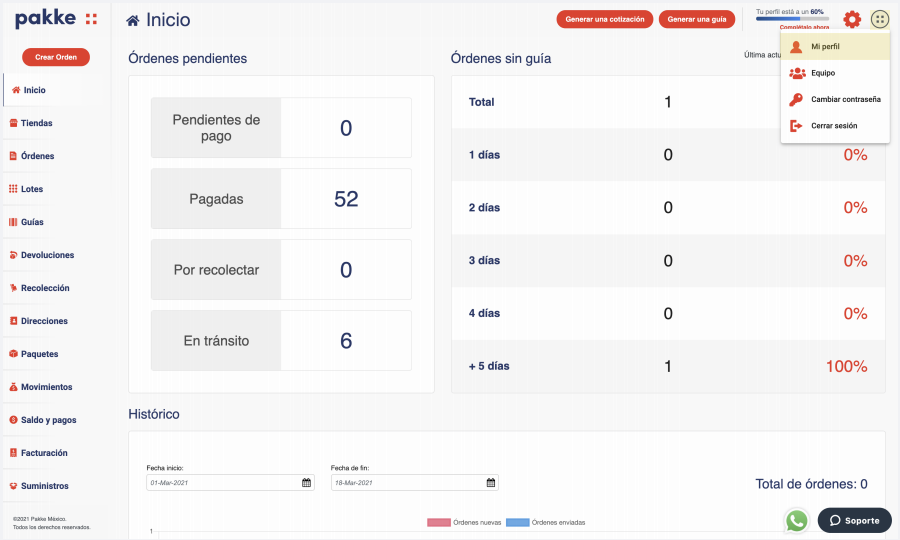 pakke
Inicio
Generar una cotización
Generar una guía
Tu perfil está a un 60%
Complétalo ahora
Mi perfil
Equipo
Cambiar contraseña
Cerrar sesión
Crear Orden
Inicio
Tiendas
Órdenes
Lotes
Guías
Devoluciones
Recolección
Direcciones
Paquetes
Movimientos
Saldo y pagos
Facturación
Suministros
©2021 Pakke México.
Todos los derechos reservados.
Órdenes pendientes
Pendientes de
pago
0
Pagadas
52
Por recolectar
0
En tránsito
6
Órdenes sin guía
Última
Total 1
1 días 0 0%
2 días 0 0%
3 días 0 0%
4 días 0 0%
+ 5 días 1 100%
Histórico
Fecha inicio:
01-Mar-2021
Fecha de fin:
18-Mar-2021
Total de órdenes: 0
Órdenes nuevas
Órdenes enviadas
1
Soporte